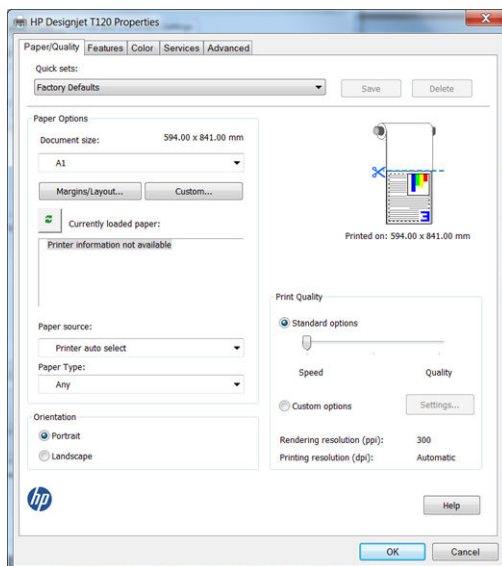 HP Designjet T120 Properties
Paper/Quality Features Color Services Advanced
Quick sets:
Factory Defaults Save Delete
Paper Options
Document size: 594.00 x 841.00 mm
A1
Margins/Layout... Custom...
Currently loaded paper:
Printer information not available
Paper source:
Printer auto select
Paper Type:
Any
Orientation
Portrait
Landscape
Printed on: 594.00 x 841.00 mm
Print Quality
Standard options
Speed Quality
Custom options Settings...
Rendering resolution (ppi): 300
Printing resolution (dpi): Automatic
hp
Help
OK Cancel